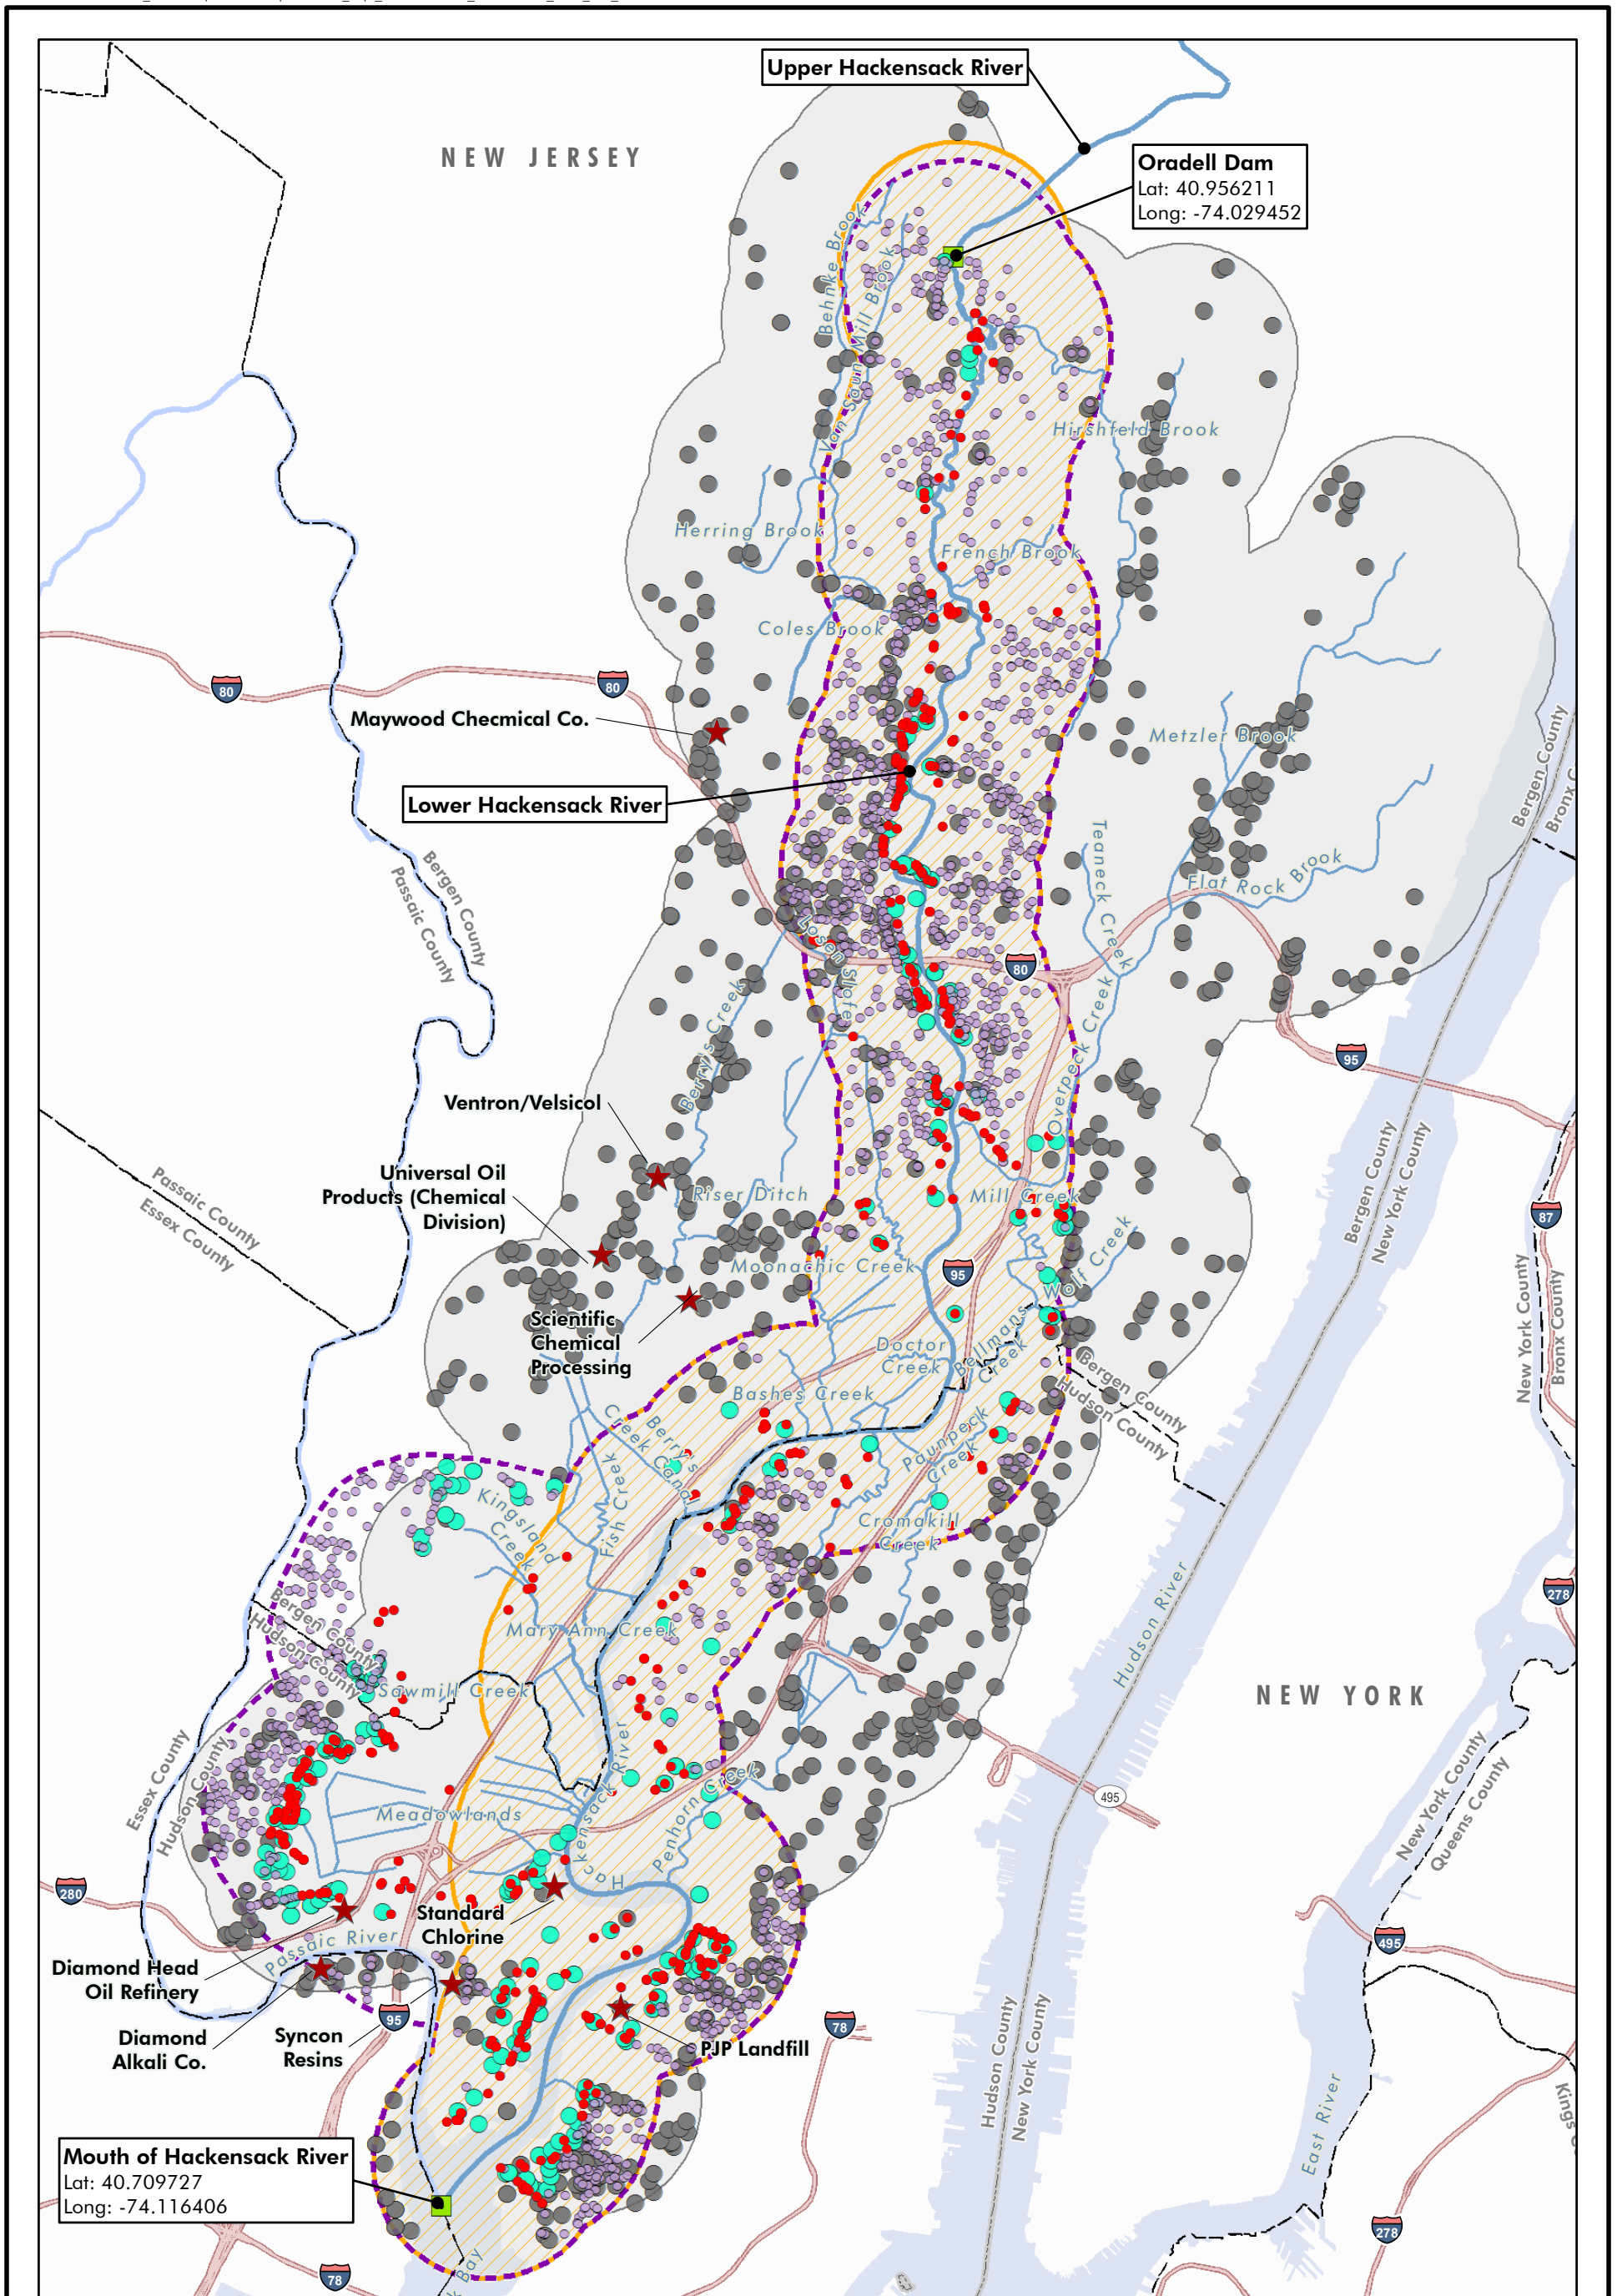 Upper Hackensack River
NEW JERSEY
Oradell Dam
Lat: 40.956211
Long: -74.029452
Behnke Brook
Van Saun Mill Brook
Hirshfeld Brook
Herring Brook
French Brook
Coles Brook
80
80
Maywood Checmical Co.
Metzler Brook
Bergen County
Bronx C
Lower Hackensack River
Teaneck Creek
Flat Rock Brook
Bergen County
Passaic County
Losen Slofe
80
Berry's Creek
Overpeck Creek
95
Ventron/Velsicol
Bergen County
New York County
Passaic County
Essex County
Universal Oil
Products (Chemical
Division)
Riser Ditch
Mill Creek
87
Moonachic Creek
Wolf Creek
95
New York County
Bronx County
Scientific
Chemical
Processing
Doctor
Creek
Bellmans
Creek
Bergen County
Hudson County
Bashes Creek
Berry's
Creek Canal
Paunpeck
Creek
Kingsland
Creek
Fish Creek
Cromakill
Creek
Hudson River
278
Bergen County
Hudson County
Mary Ann Creek
Sawmill Creek
NEW YORK
Essex County
Hudson County
Hackensack River
Penhorn Creek
495
Meadowlands
New York County
Queens County
280
Standard
Chlorine
495
Passaic River
Diamond Head
Oil Refinery
95
78
Diamond
Alkali Co.
Syncon
Resins
PJP Landfill
Hudson County
New York County
East River
Kings C
Mouth of Hackensack River
Lat: 40.709727
Long: -74.116406
278
78
Bay